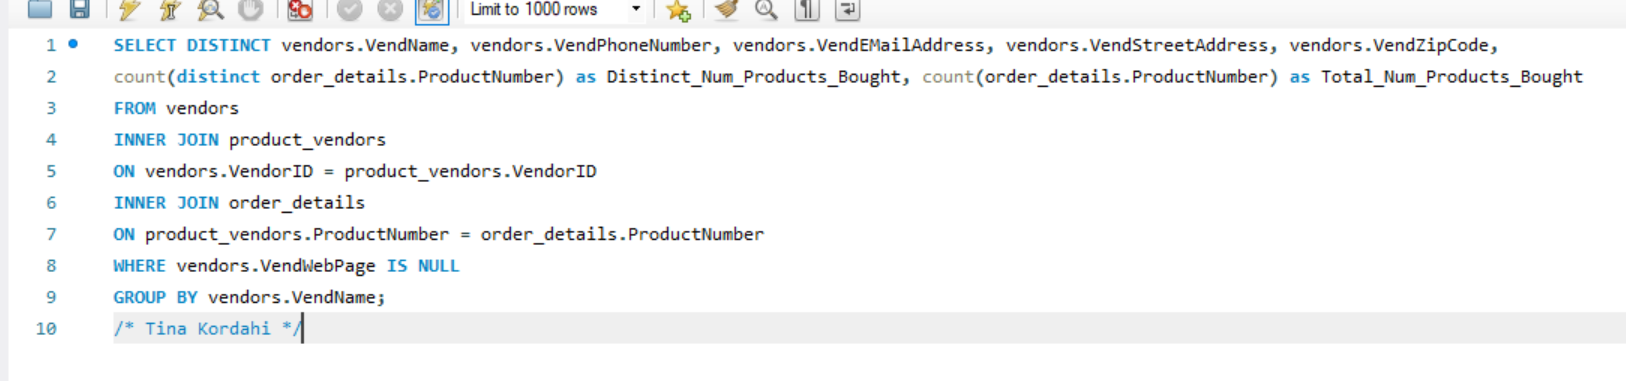 Limit to 1000 rows
1 SELECT DISTINCT vendors.VendName, vendors.VendPhoneNumber, vendors.VendEMailAddress, vendors.VendStreetAddress, vendors.VendZipCode,
2 count(distinct order_details.ProductNumber) as Distinct_Num_Products_Bought, count(order_details.ProductNumber) as Total_Num_Products_Bought
3 FROM vendors
4 INNER JOIN product_vendors
5 ON vendors.VendorID = product_vendors.VendorID
6 INNER JOIN order_details
7 ON product_vendors.ProductNumber = order_details.ProductNumber
8 WHERE vendors.VendWebPage IS NULL
9 GROUP BY vendors.VendName;
10 /* Tina Kordahi */